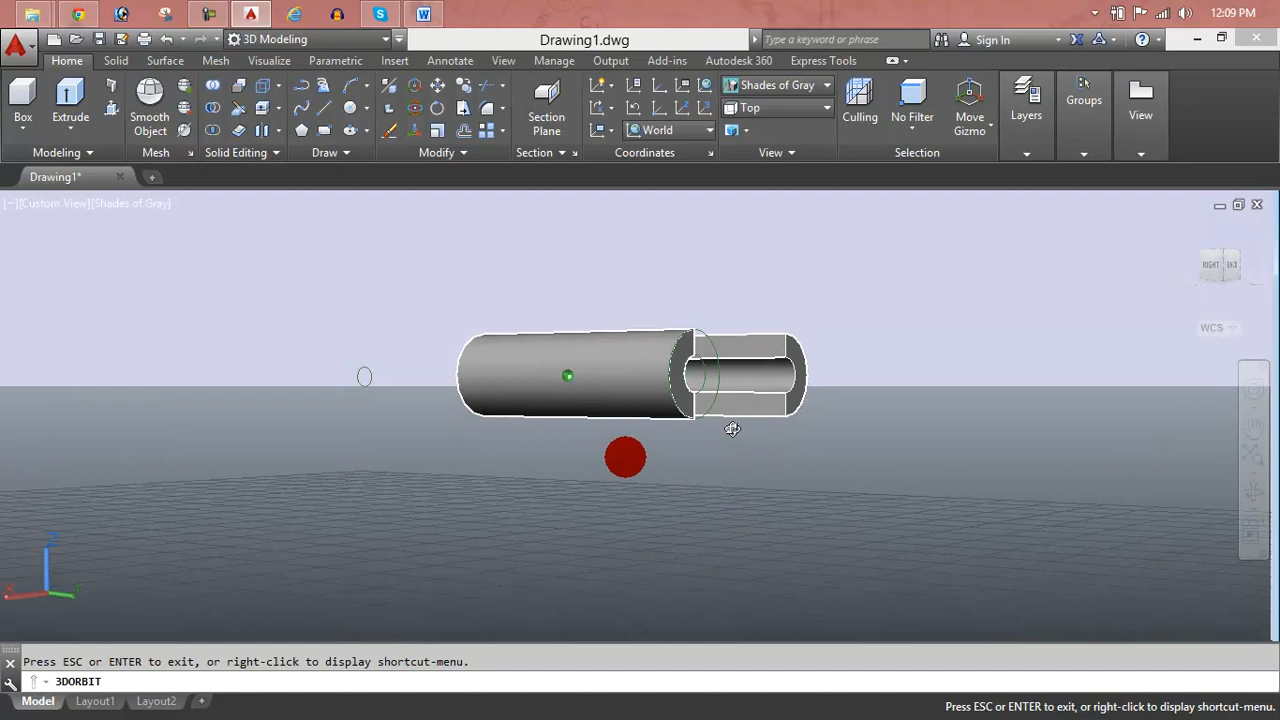 12:09 PM
3D Modeling
Drawing1.dwg
Type a keyword or phrase
Sign In
Home Solid Surface Mesh Visualize Parametric Insert Annotate View Manage Output Add-ins Autodesk 360 Express Tools
Shades of Gray
Top
World
Box
Extrude
Smooth Object
Section Plane
Culling
No Filter
Move Gizmo
Layers
Groups
View
Modeling Mesh Solid Editing Draw Modify Section Coordinates View Selection
Drawing1*
[−][Custom View][Shades of Gray]
RIGHT
WCS
X
Press ESC or ENTER to exit, or right-click to display shortcut-menu.
3DORBIT
Model Layout1 Layout2
Press ESC or ENTER to exit, or right-click to display shortcut-menu.